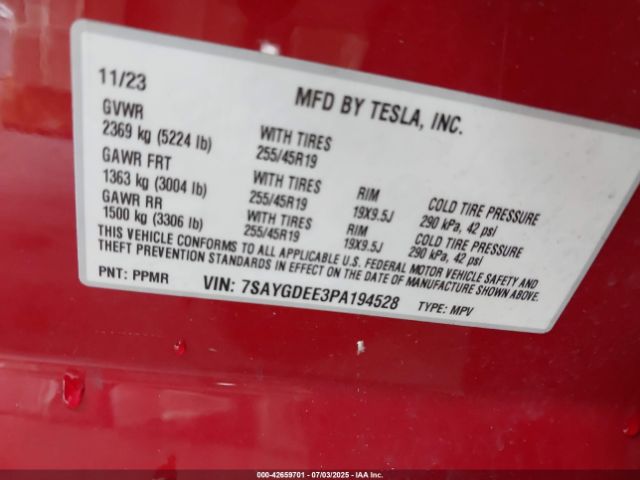 11/23
MFD BY TESLA, INC.
GVWR
2369 kg (5224 lb) WITH TIRES 255/45R19
GAWR FRT
1363 kg (3004 lb) WITH TIRES 255/45R19 RIM 19X9.5J COLD TIRE PRESSURE 290 kPa, 42 psi
GAWR RR
1500 kg (3306 lb) WITH TIRES 255/45R19 RIM 19X9.5J COLD TIRE PRESSURE 290 kPa, 42 psi
THIS VEHICLE CONFORMS TO ALL APPLICABLE U.S. FEDERAL MOTOR VEHICLE SAFETY AND
THEFT PREVENTION STANDARDS IN EFFECT ON THE DATE OF MANUFACTURE SHOWN ABOVE.
PNT: PPMR VIN: 7SAYGDEE3PA194528 TYPE: MPV
000-42659701 - 07/03/2025 - IAA Inc.